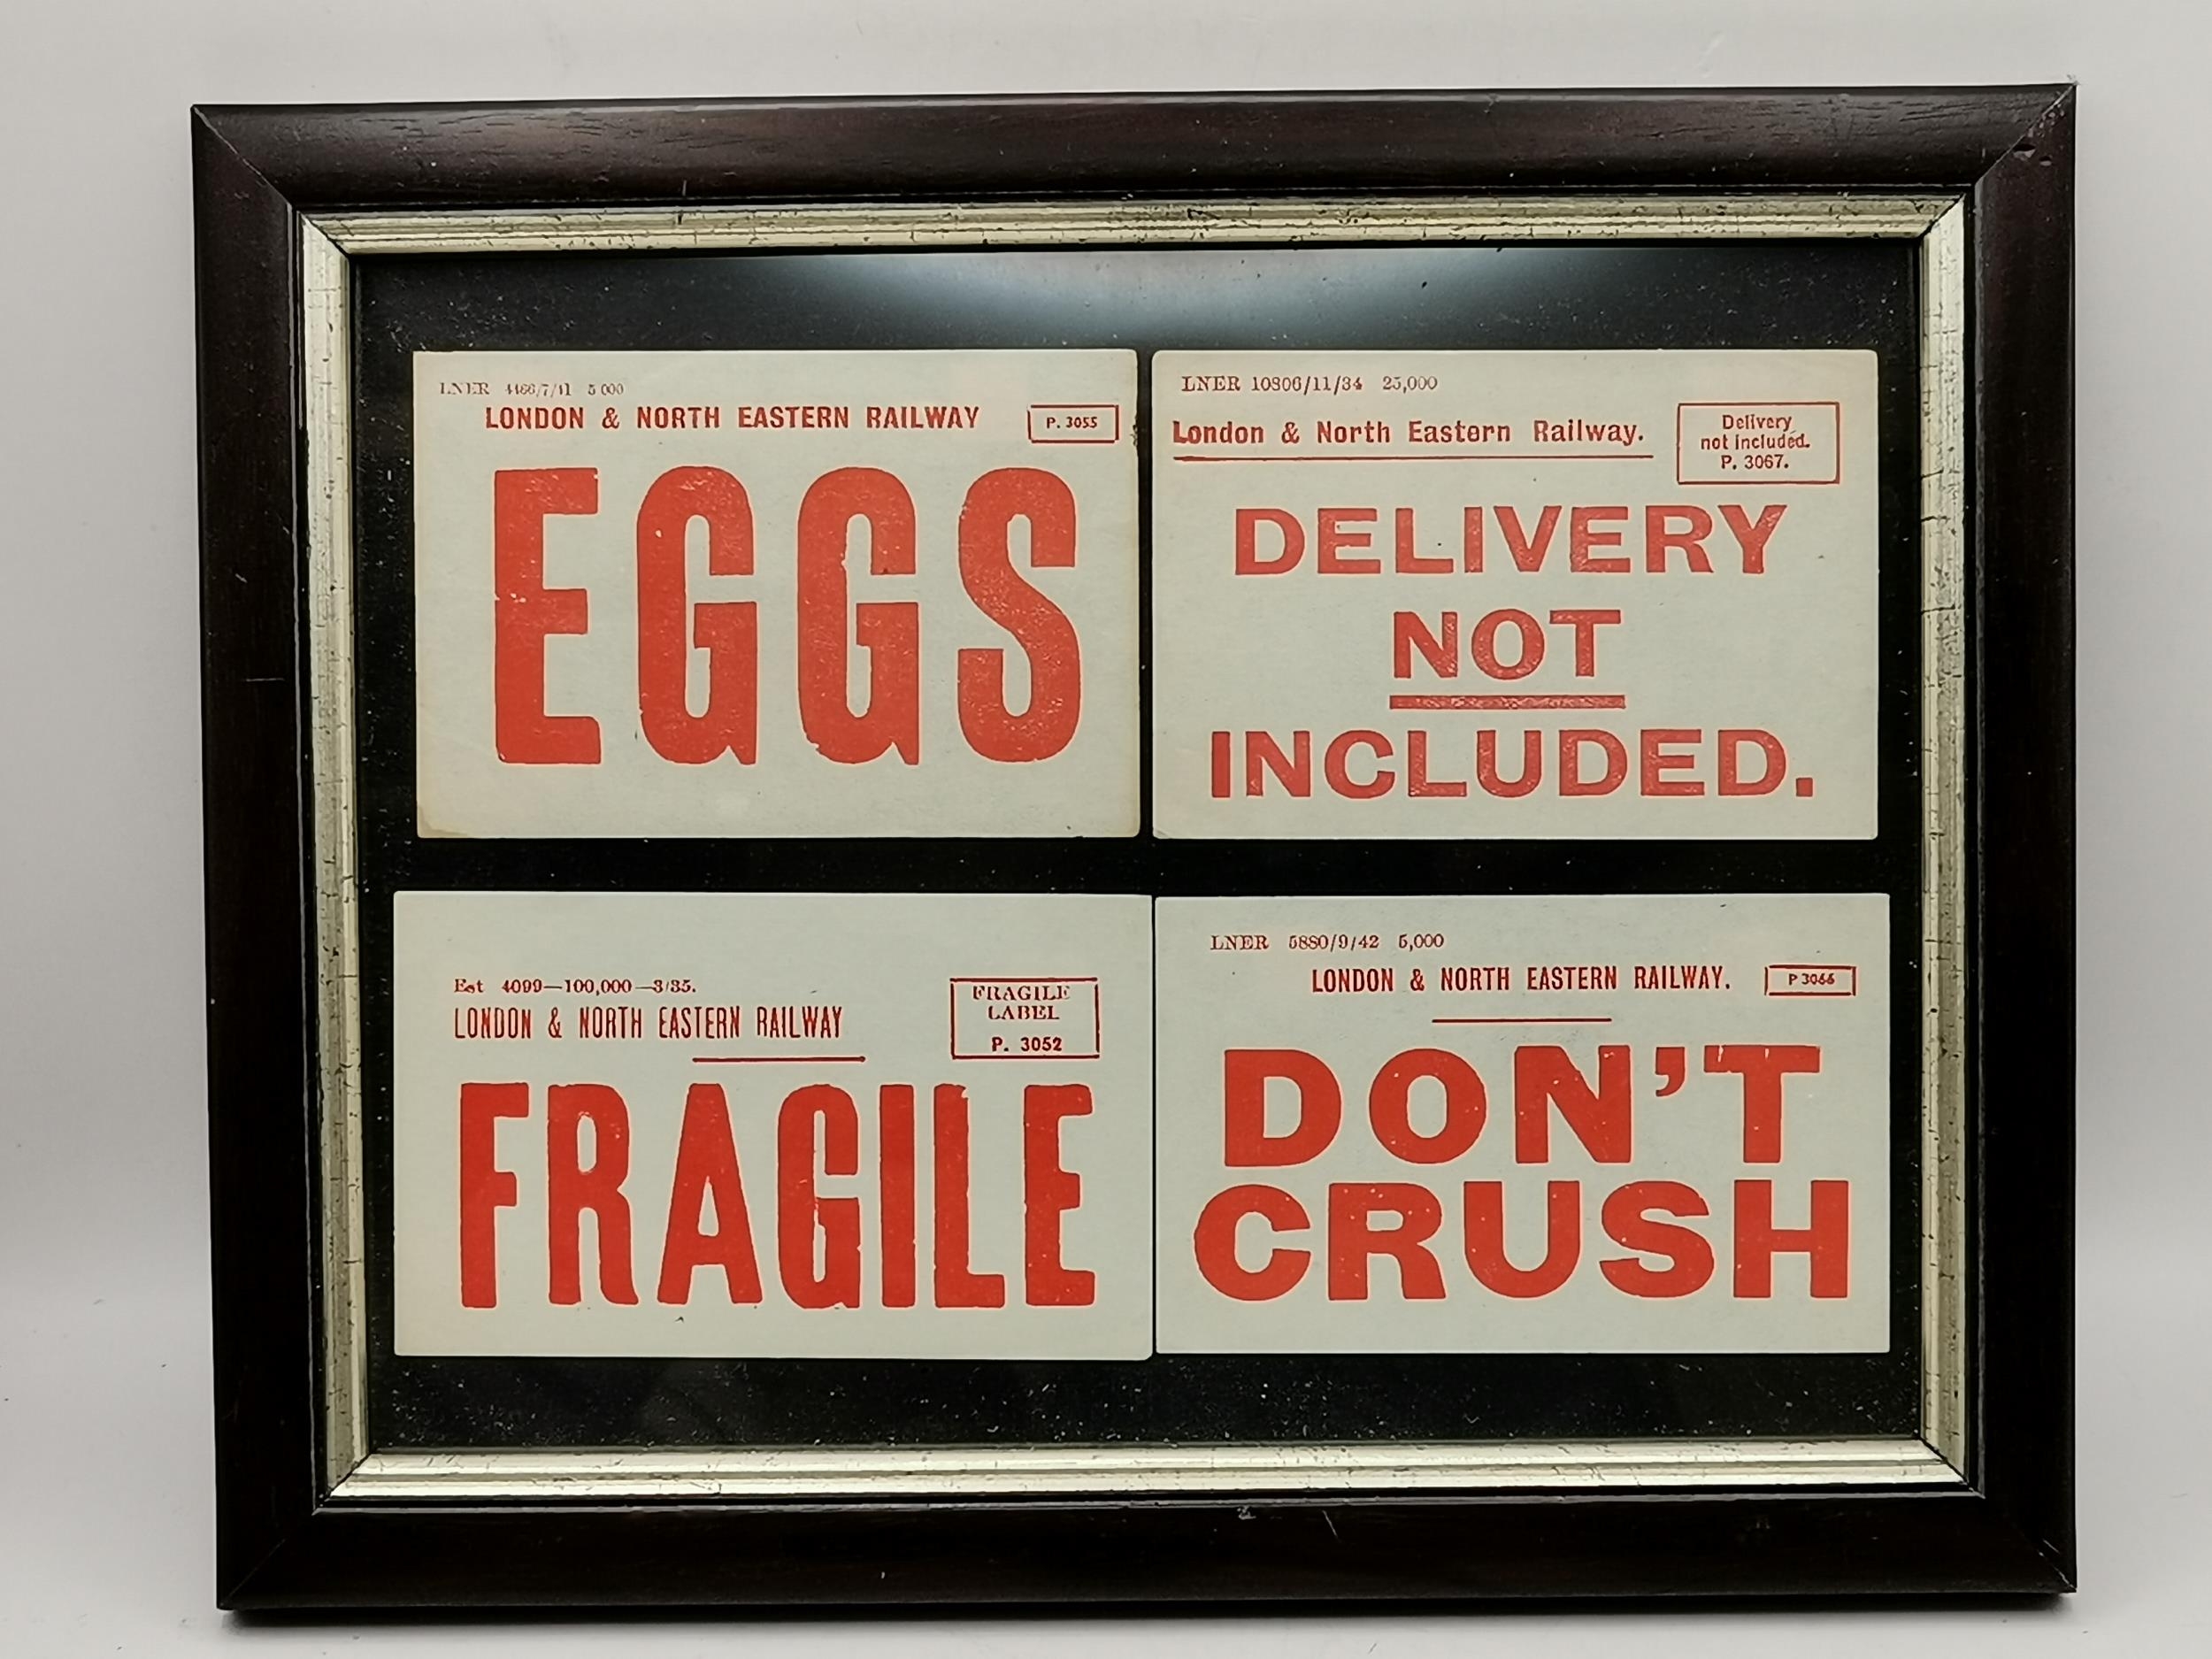 LNER 4466/7/41 5 000
LONDON & NORTH EASTERN RAILWAY
P. 3055
EGGS
LNER 10806/11/34 25,000
London & North Eastern Railway.
Delivery
not included.
P. 3067.
DELIVERY
NOT
INCLUDED.
Est 4099—100,000—3/35.
LONDON & NORTH EASTERN RAILWAY
FRAGILE
LABEL
P. 3052
FRAGILE
LNER 5880/9/42 5,000
LONDON & NORTH EASTERN RAILWAY.
P 3066
DON'T
CRUSH